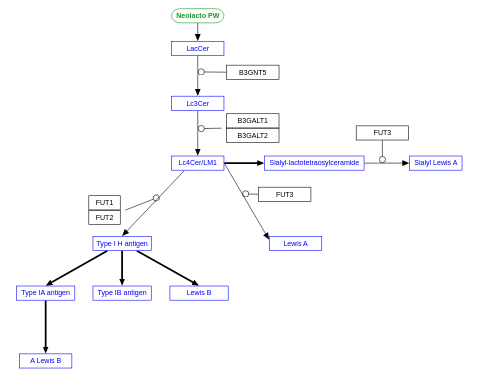 Neolacto PW
LacCer
B3GNT5
Lc3Cer
B3GALT1
B3GALT2
FUT3
Lc4Cer/LM1
Sialyl-lactotetraosylceramide
Sialyl Lewis A
FUT3
FUT1
FUT2
Type I H antigen
Lewis A
Type IA antigen
Type IB antigen
Lewis B
A Lewis B